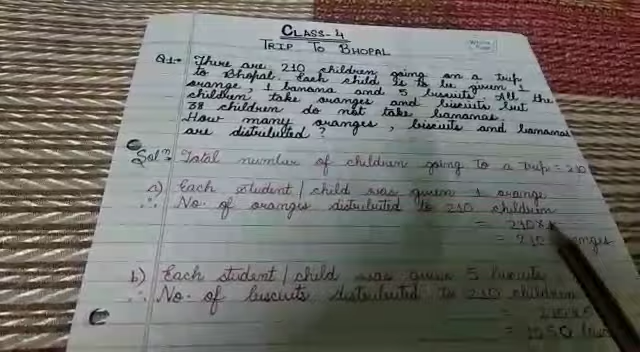 CLASS-4
TRIP TO BHOPAL
Q1- There are 210 children going on a trip
to Bhopal. Each child is to be given 1
orange, 1 banana and 5 biscuits. All the
children take oranges and biscuits but
38 children do not take bananas.
How many oranges, biscuits and bananas
are distributed?
Solⁿ: Total number of children going to a trip = 210
a) Each student/child was given 1 orange
∴ No. of oranges distributed to 210 children
= 210×1
= 210
b) Each student/child was given 5 biscuits
∴ No. of biscuits distributed to 210 children
= 210×5
= 1050